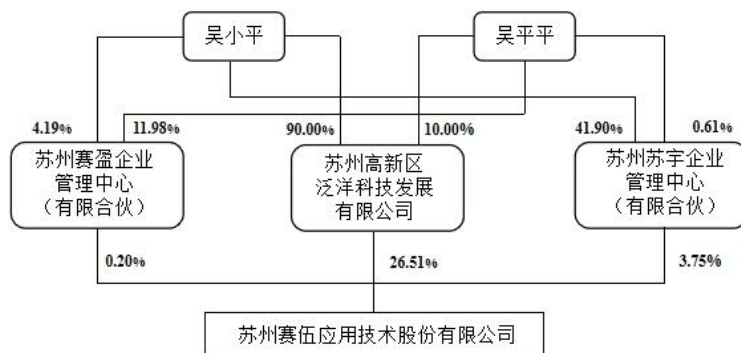 吴小平
吴平平
4.19%
11.98%
90.00%
10.00%
41.90%
0.61%
苏州赛盈企业
管理中心
（有限合伙）
苏州高新区
泛洋科技发展
有限公司
苏州苏宇企业
管理中心
（有限合伙）
0.20%
26.51%
3.75%
苏州赛伍应用技术股份有限公司